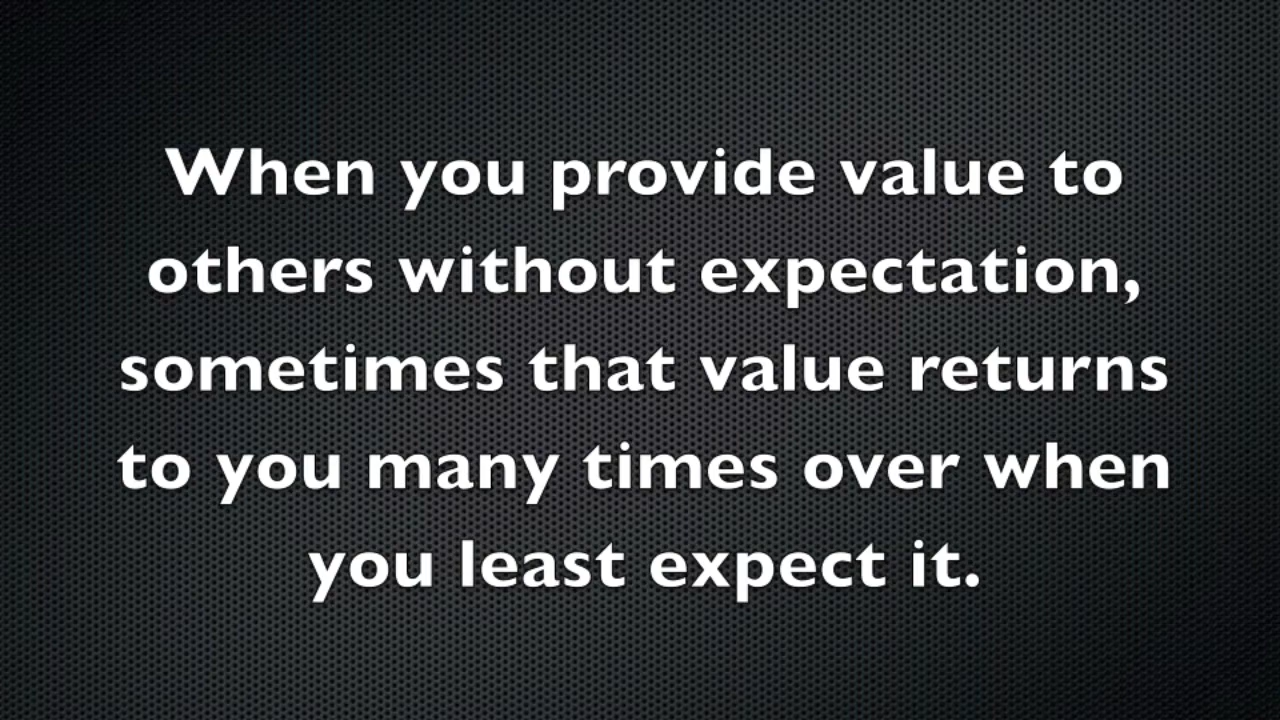 When you provide value to
others without expectation,
sometimes that value returns
to you many times over when
you least expect it.